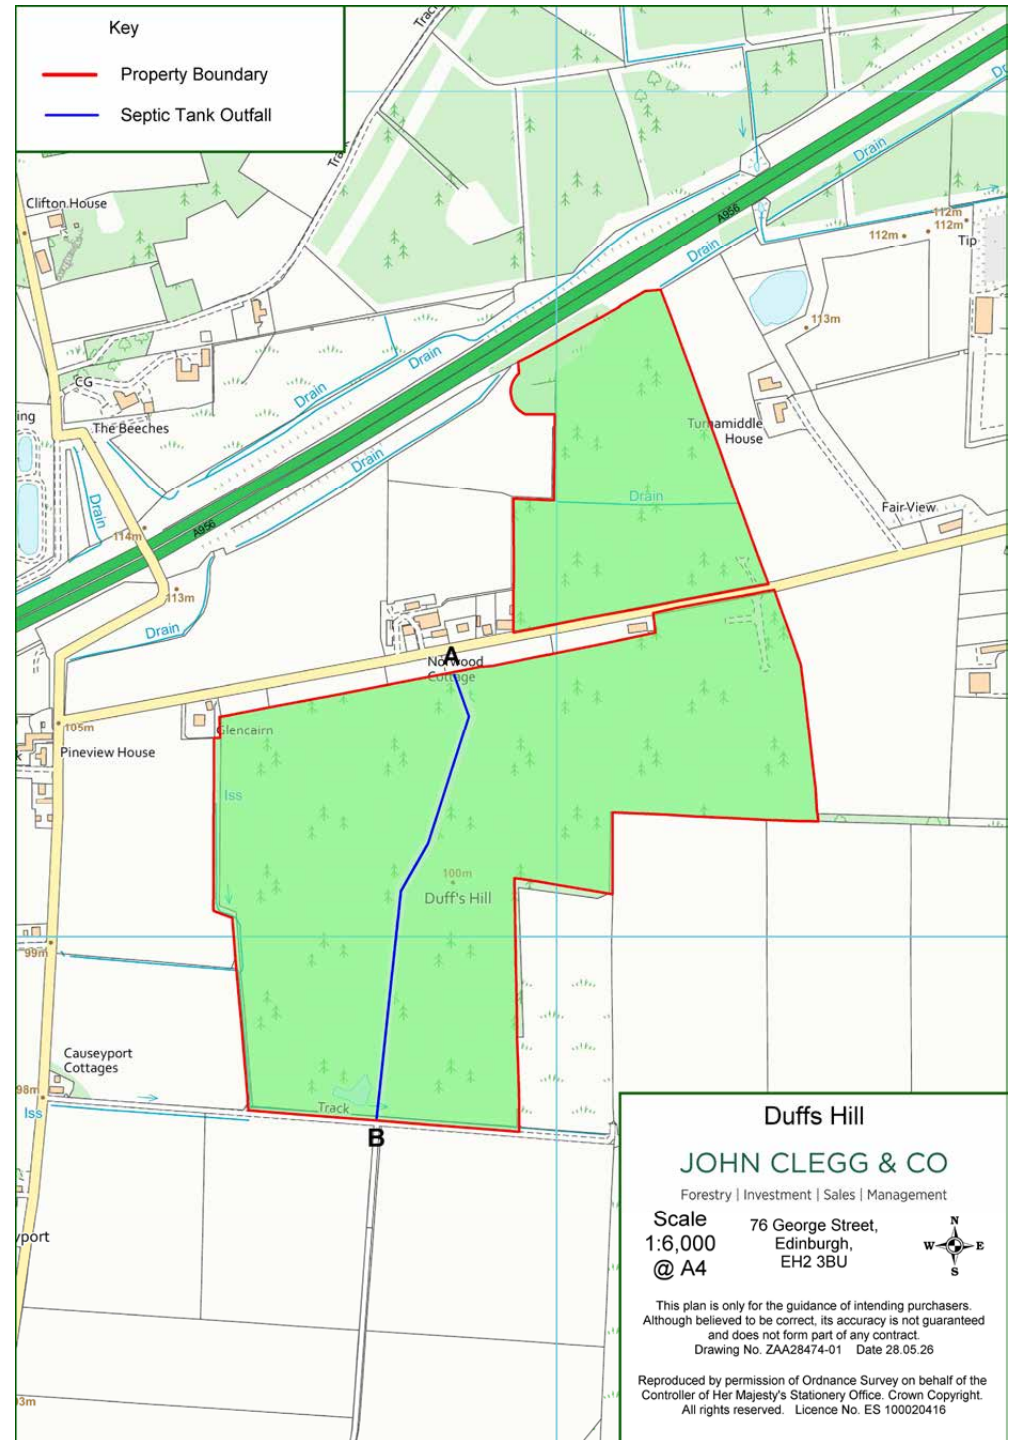 Key
Property Boundary
Septic Tank Outfall
Track
Track
Drain
Drain
A956
Drain
112m
112m
112m
Tip
Clifton House
113m
CG
Drain
Drain
ing
The Beeches
Turnamiddle
House
Drain
Drain
Drain
Fair View
A956
114m
113m
Drain
A
Norwood
Cottage
Glencairn
105m
k
Pineview House
Iss
100m
Duff's Hill
99m
Causeyport
Cottages
98m
Iss
Track
B
yport
Duffs Hill
JOHN CLEGG & CO
Forestry | Investment | Sales | Management
Scale
1:6,000
@ A4
76 George Street,
Edinburgh,
EH2 3BU
N
W E
S
This plan is only for the guidance of intending purchasers.
Although believed to be correct, its accuracy is not guaranteed
and does not form part of any contract.
Drawing No. ZAA28474-01 Date 28.05.26
Reproduced by permission of Ordnance Survey on behalf of the
Controller of Her Majesty's Stationery Office. Crown Copyright.
All rights reserved. Licence No. ES 100020416